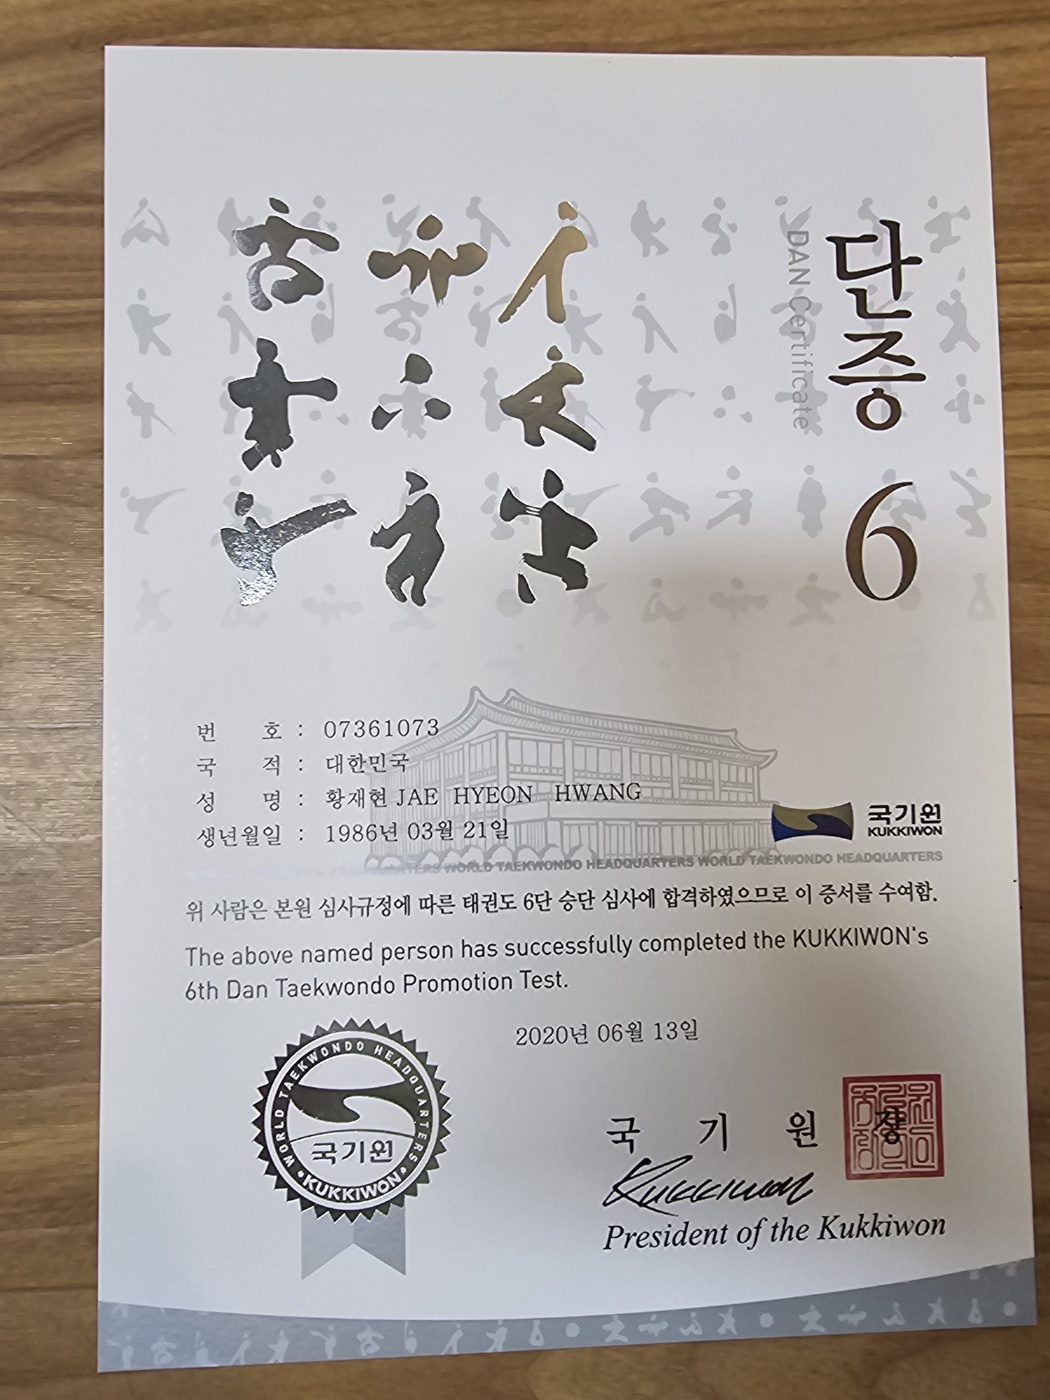 단증
DAN Certificate
6
번 호 : 07361073
국 적 : 대한민국
성 명 : 황재현 JAE HYEON HWANG
생년월일 : 1986년 03월 21일
국기원
KUKKIWON
WORLD TAEKWONDO HEADQUARTERS WORLD TAEKWONDO HEADQUARTERS
위 사람은 본원 심사규정에 따른 태권도 6단 승단 심사에 합격하였으므로 이 증서를 수여함.
The above named person has successfully completed the KUKKIWON's
6th Dan Taekwondo Promotion Test.
2020년 06월 13일
WORLD TAEKWONDO HEADQUARTERS
국기원
KUKKIWON
국 기 원 장
Kukkiwon
President of the Kukkiwon